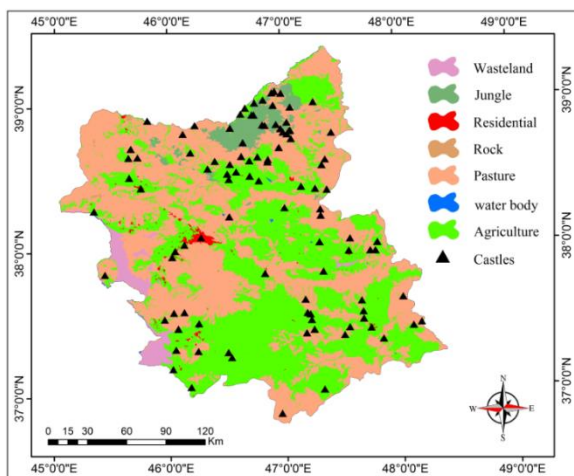 45°0'0"E 46°0'0"E 47°0'0"E 48°0'0"E 49°0'0"E
39°0'0"N
38°0'0"N
37°0'0"N
Wasteland
Jungle
Residential
Rock
Pasture
water body
Agriculture
Castles
39°0'0"N
38°0'0"N
37°0'0"N
N
W E
S
0 15 30 60 90 120
Km
45°0'0"E 46°0'0"E 47°0'0"E 48°0'0"E 49°0'0"E